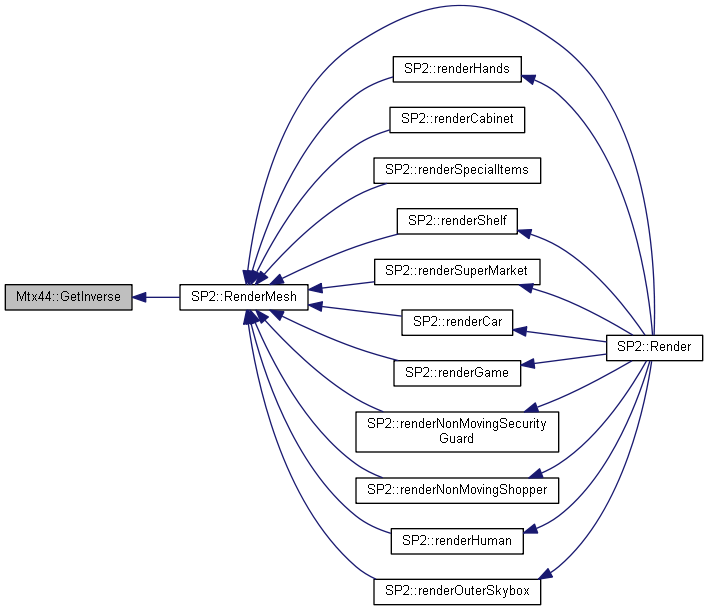 SP2::renderHands
SP2::renderCabinet
SP2::renderSpecialItems
SP2::renderShelf
SP2::renderSuperMarket
Mtx44::GetInverse
SP2::RenderMesh
SP2::renderCar
SP2::Render
SP2::renderGame
SP2::renderNonMovingSecurity
Guard
SP2::renderNonMovingShopper
SP2::renderHuman
SP2::renderOuterSkybox